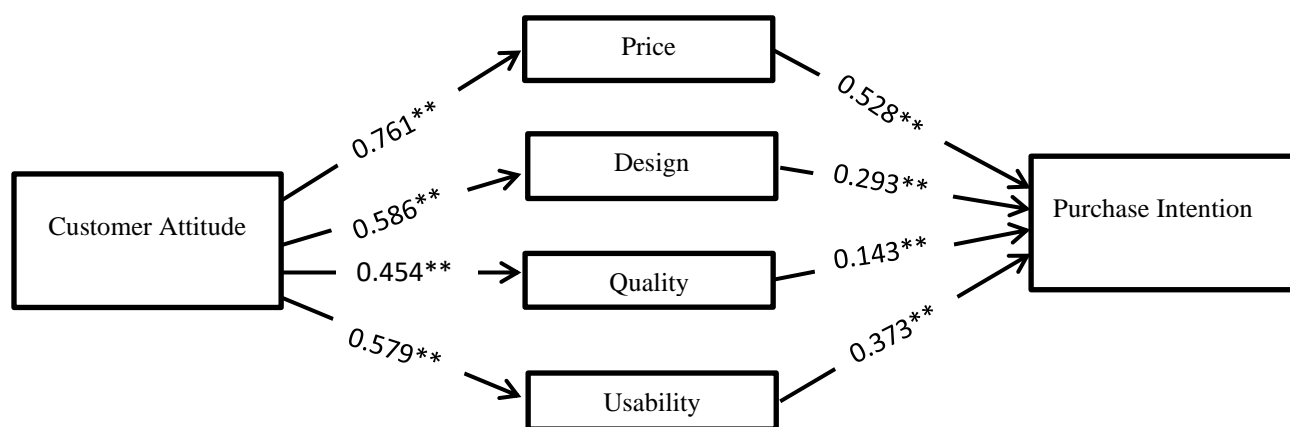 Price
0.761**
0.528**
Design
0.586**
0.293**
Customer Attitude
Purchase Intention
0.454**
Quality
0.143**
0.579**
Usability
0.373**